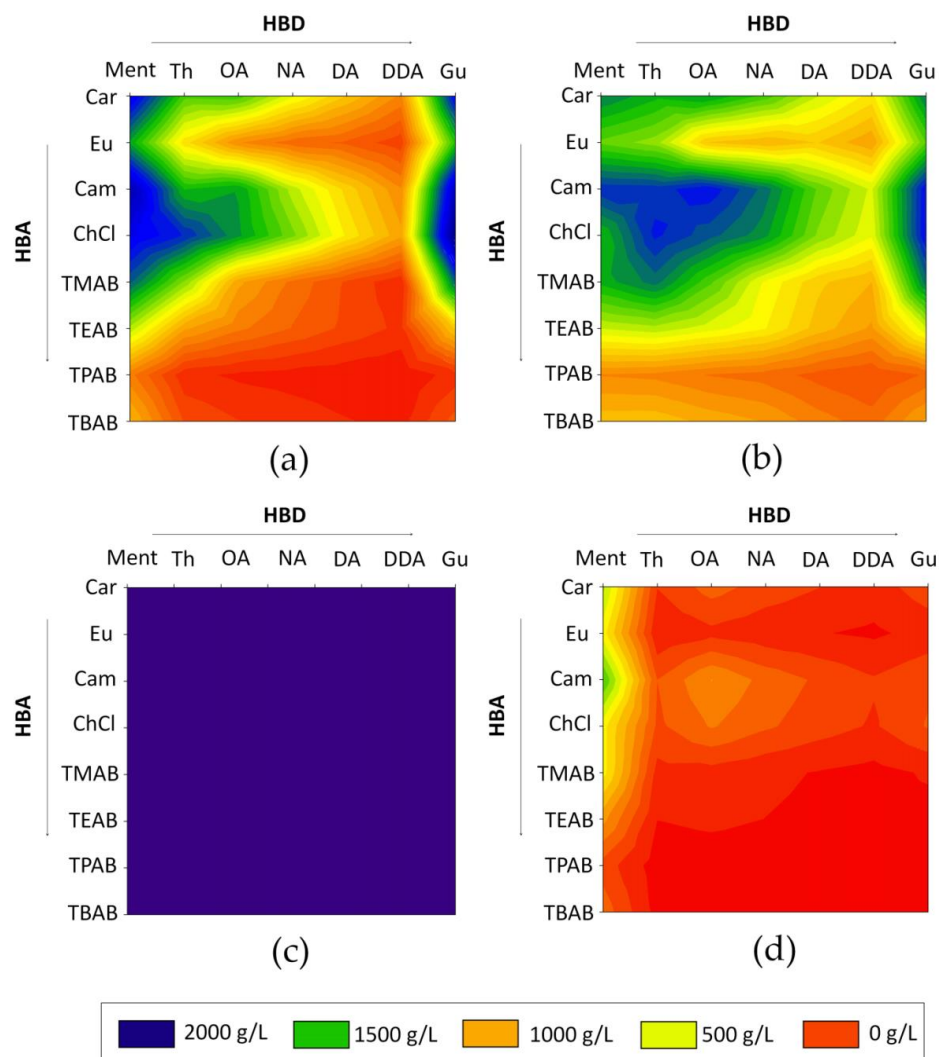 HBD
Ment Th OA NA DA DDA Gu
HBA
Car
Eu
Cam
ChCl
TMAB
TEAB
TPAB
TBAB
(a)
HBD
Ment Th OA NA DA DDA Gu
HBA
Car
Eu
Cam
ChCl
TMAB
TEAB
TPAB
TBAB
(b)
HBD
Ment Th OA NA DA DDA Gu
HBA
Car
Eu
Cam
ChCl
TMAB
TEAB
TPAB
TBAB
(c)
HBD
Ment Th OA NA DA DDA Gu
HBA
Car
Eu
Cam
ChCl
TMAB
TEAB
TPAB
TBAB
(d)
2000 g/L 1500 g/L 1000 g/L 500 g/L 0 g/L